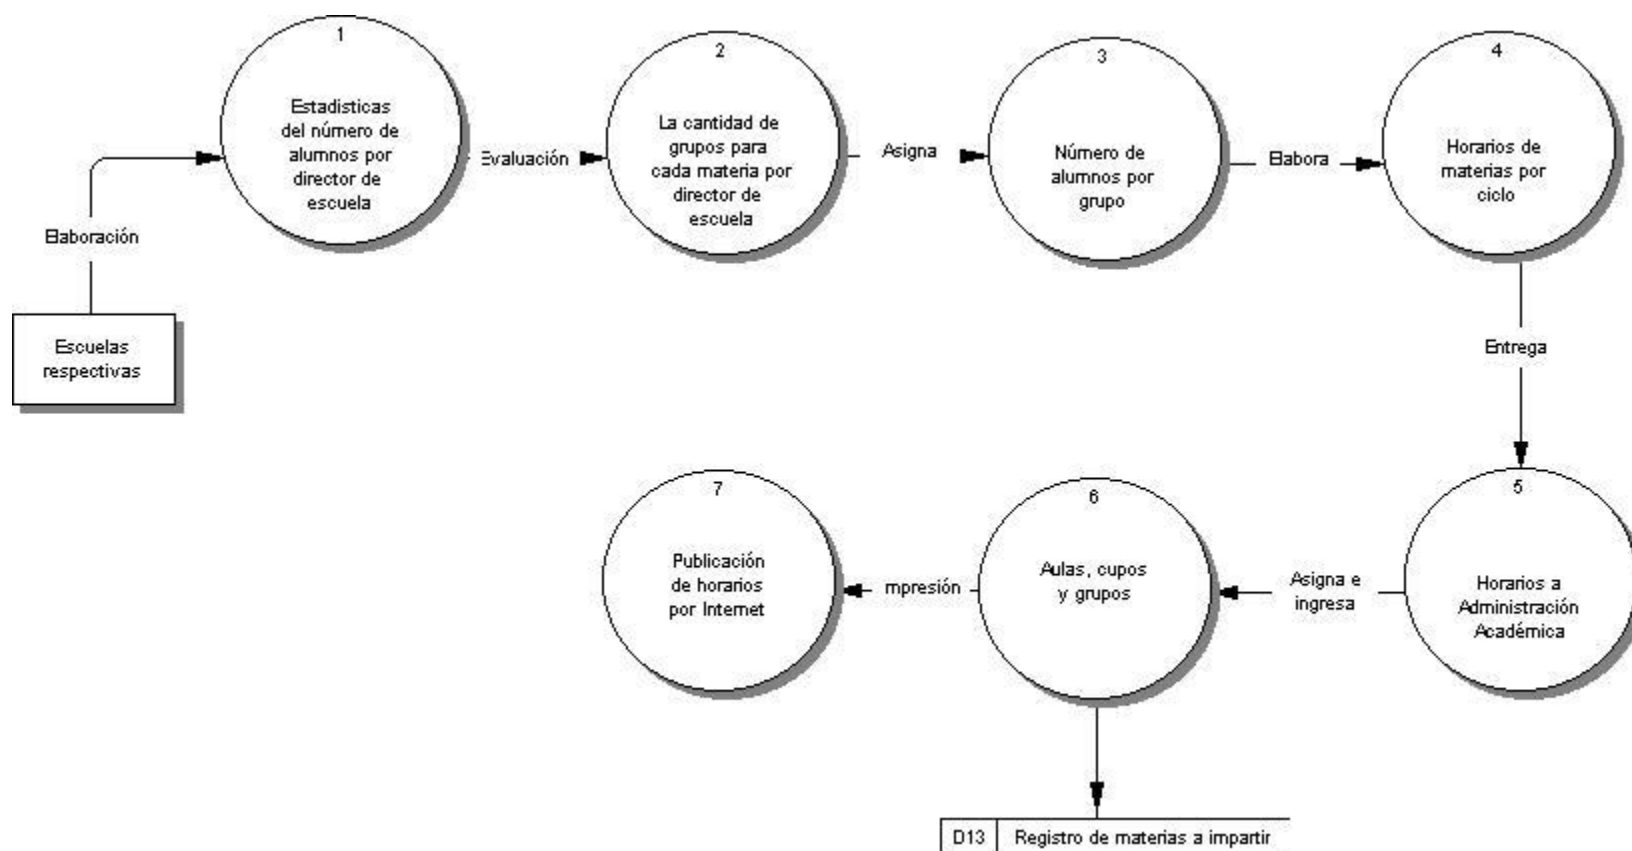 1
Estadisticas
del número de
alumnos por
director de
escuela
2
La cantidad de
grupos para
cada materia por
director de
escuela
3
Número de
alumnos por
grupo
4
Horarios de
materias por
ciclo
Evaluación
Asigna
Elabora
Elaboración
Escuelas
respectivas
Entrega
5
Horarios a
Administración
Académica
Asigna e
ingresa
6
Aulas, cupos
y grupos
mpresión
7
Publicación
de horarios
por Internet
D13 Registro de materias a impartir